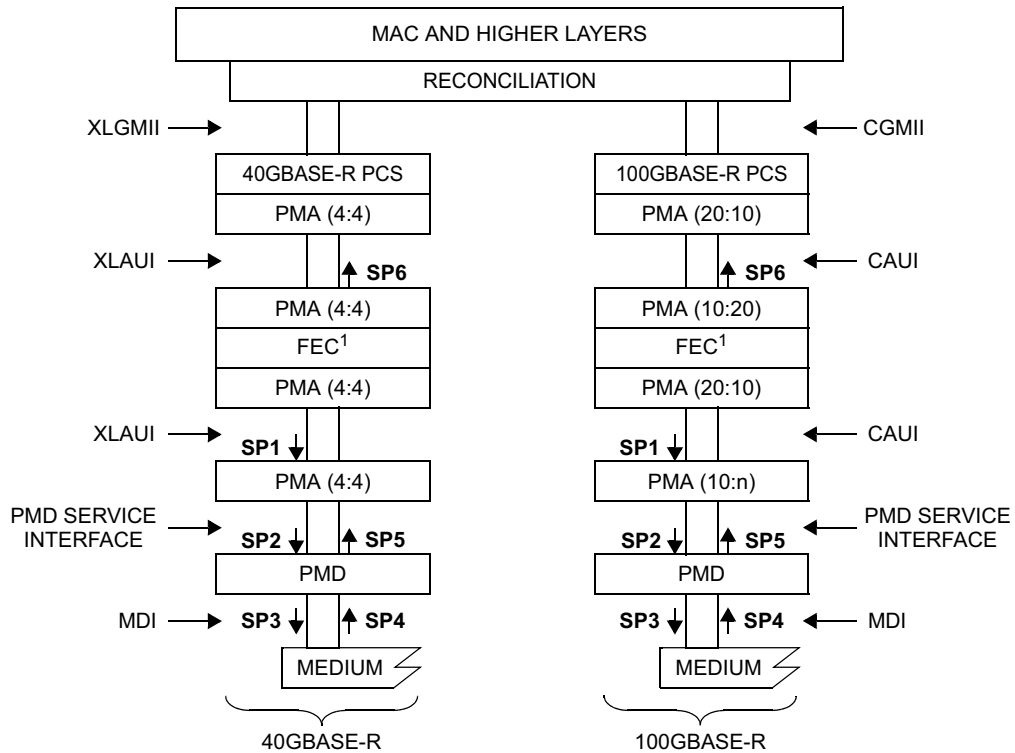 MAC AND HIGHER LAYERS
RECONCILIATION
XLGMII
CGMII
40GBASE-R PCS
100GBASE-R PCS
PMA (4:4)
PMA (20:10)
XLAUI
SP6
SP6
CAUI
PMA (4:4)
PMA (10:20)
FEC1
FEC1
PMA (4:4)
PMA (20:10)
XLAUI
SP1
SP1
CAUI
PMA (4:4)
PMA (10:n)
PMD SERVICE
INTERFACE
SP2
SP5
SP2
SP5
PMD SERVICE
INTERFACE
PMD
PMD
MDI
SP3
SP4
SP3
SP4
MDI
MEDIUM
MEDIUM
40GBASE-R
100GBASE-R